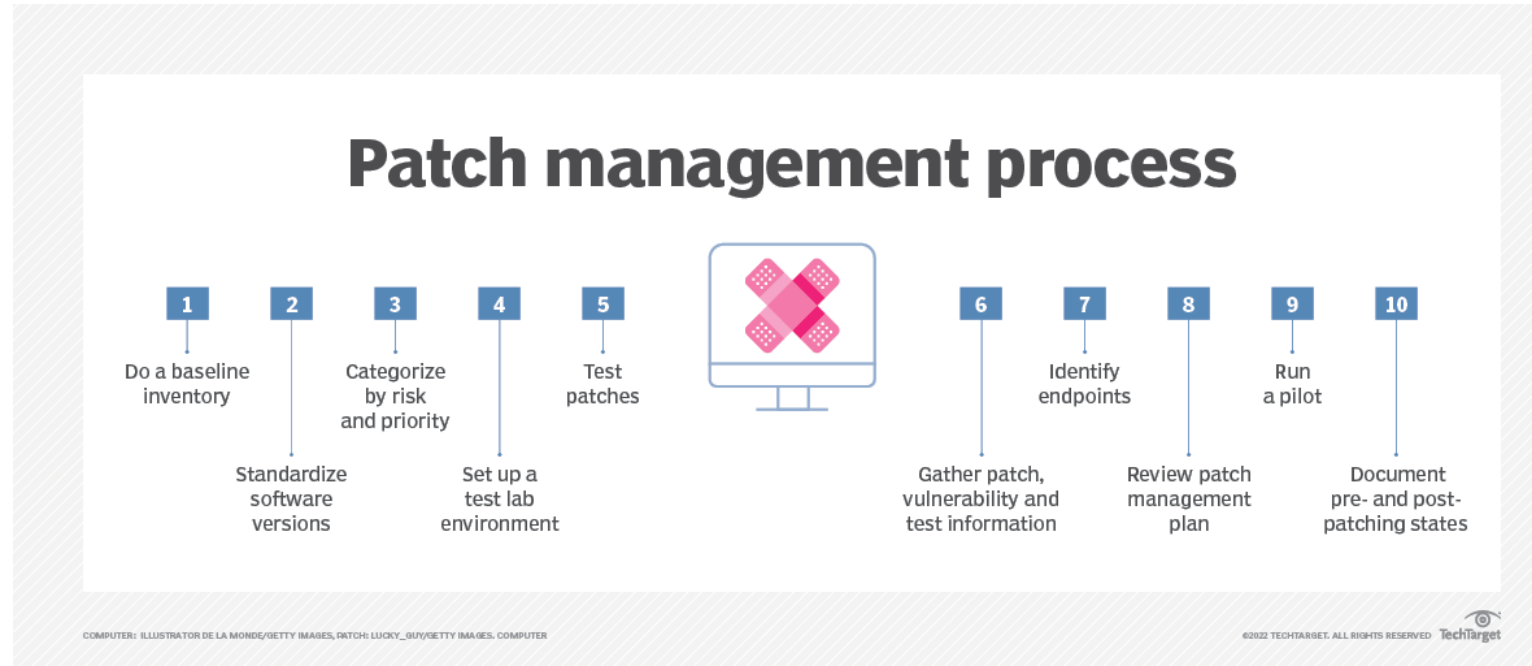 Patch management process
1
Do a baseline
inventory
2
Standardize
software
versions
3
Categorize
by risk
and priority
4
Set up a
test lab
environment
5
Test
patches
6
Gather patch,
vulnerability and
test information
7
Identify
endpoints
8
Review patch
management
plan
9
Run
a pilot
10
Document
pre- and post-
patching states
COMPUTER: ILLUSTRATOR DE LA MONDE/GETTY IMAGES, PATCH: LUCKY_GUY/GETTY IMAGES. COMPUTER
©2022 TECHTARGET. ALL RIGHTS RESERVED TechTarget